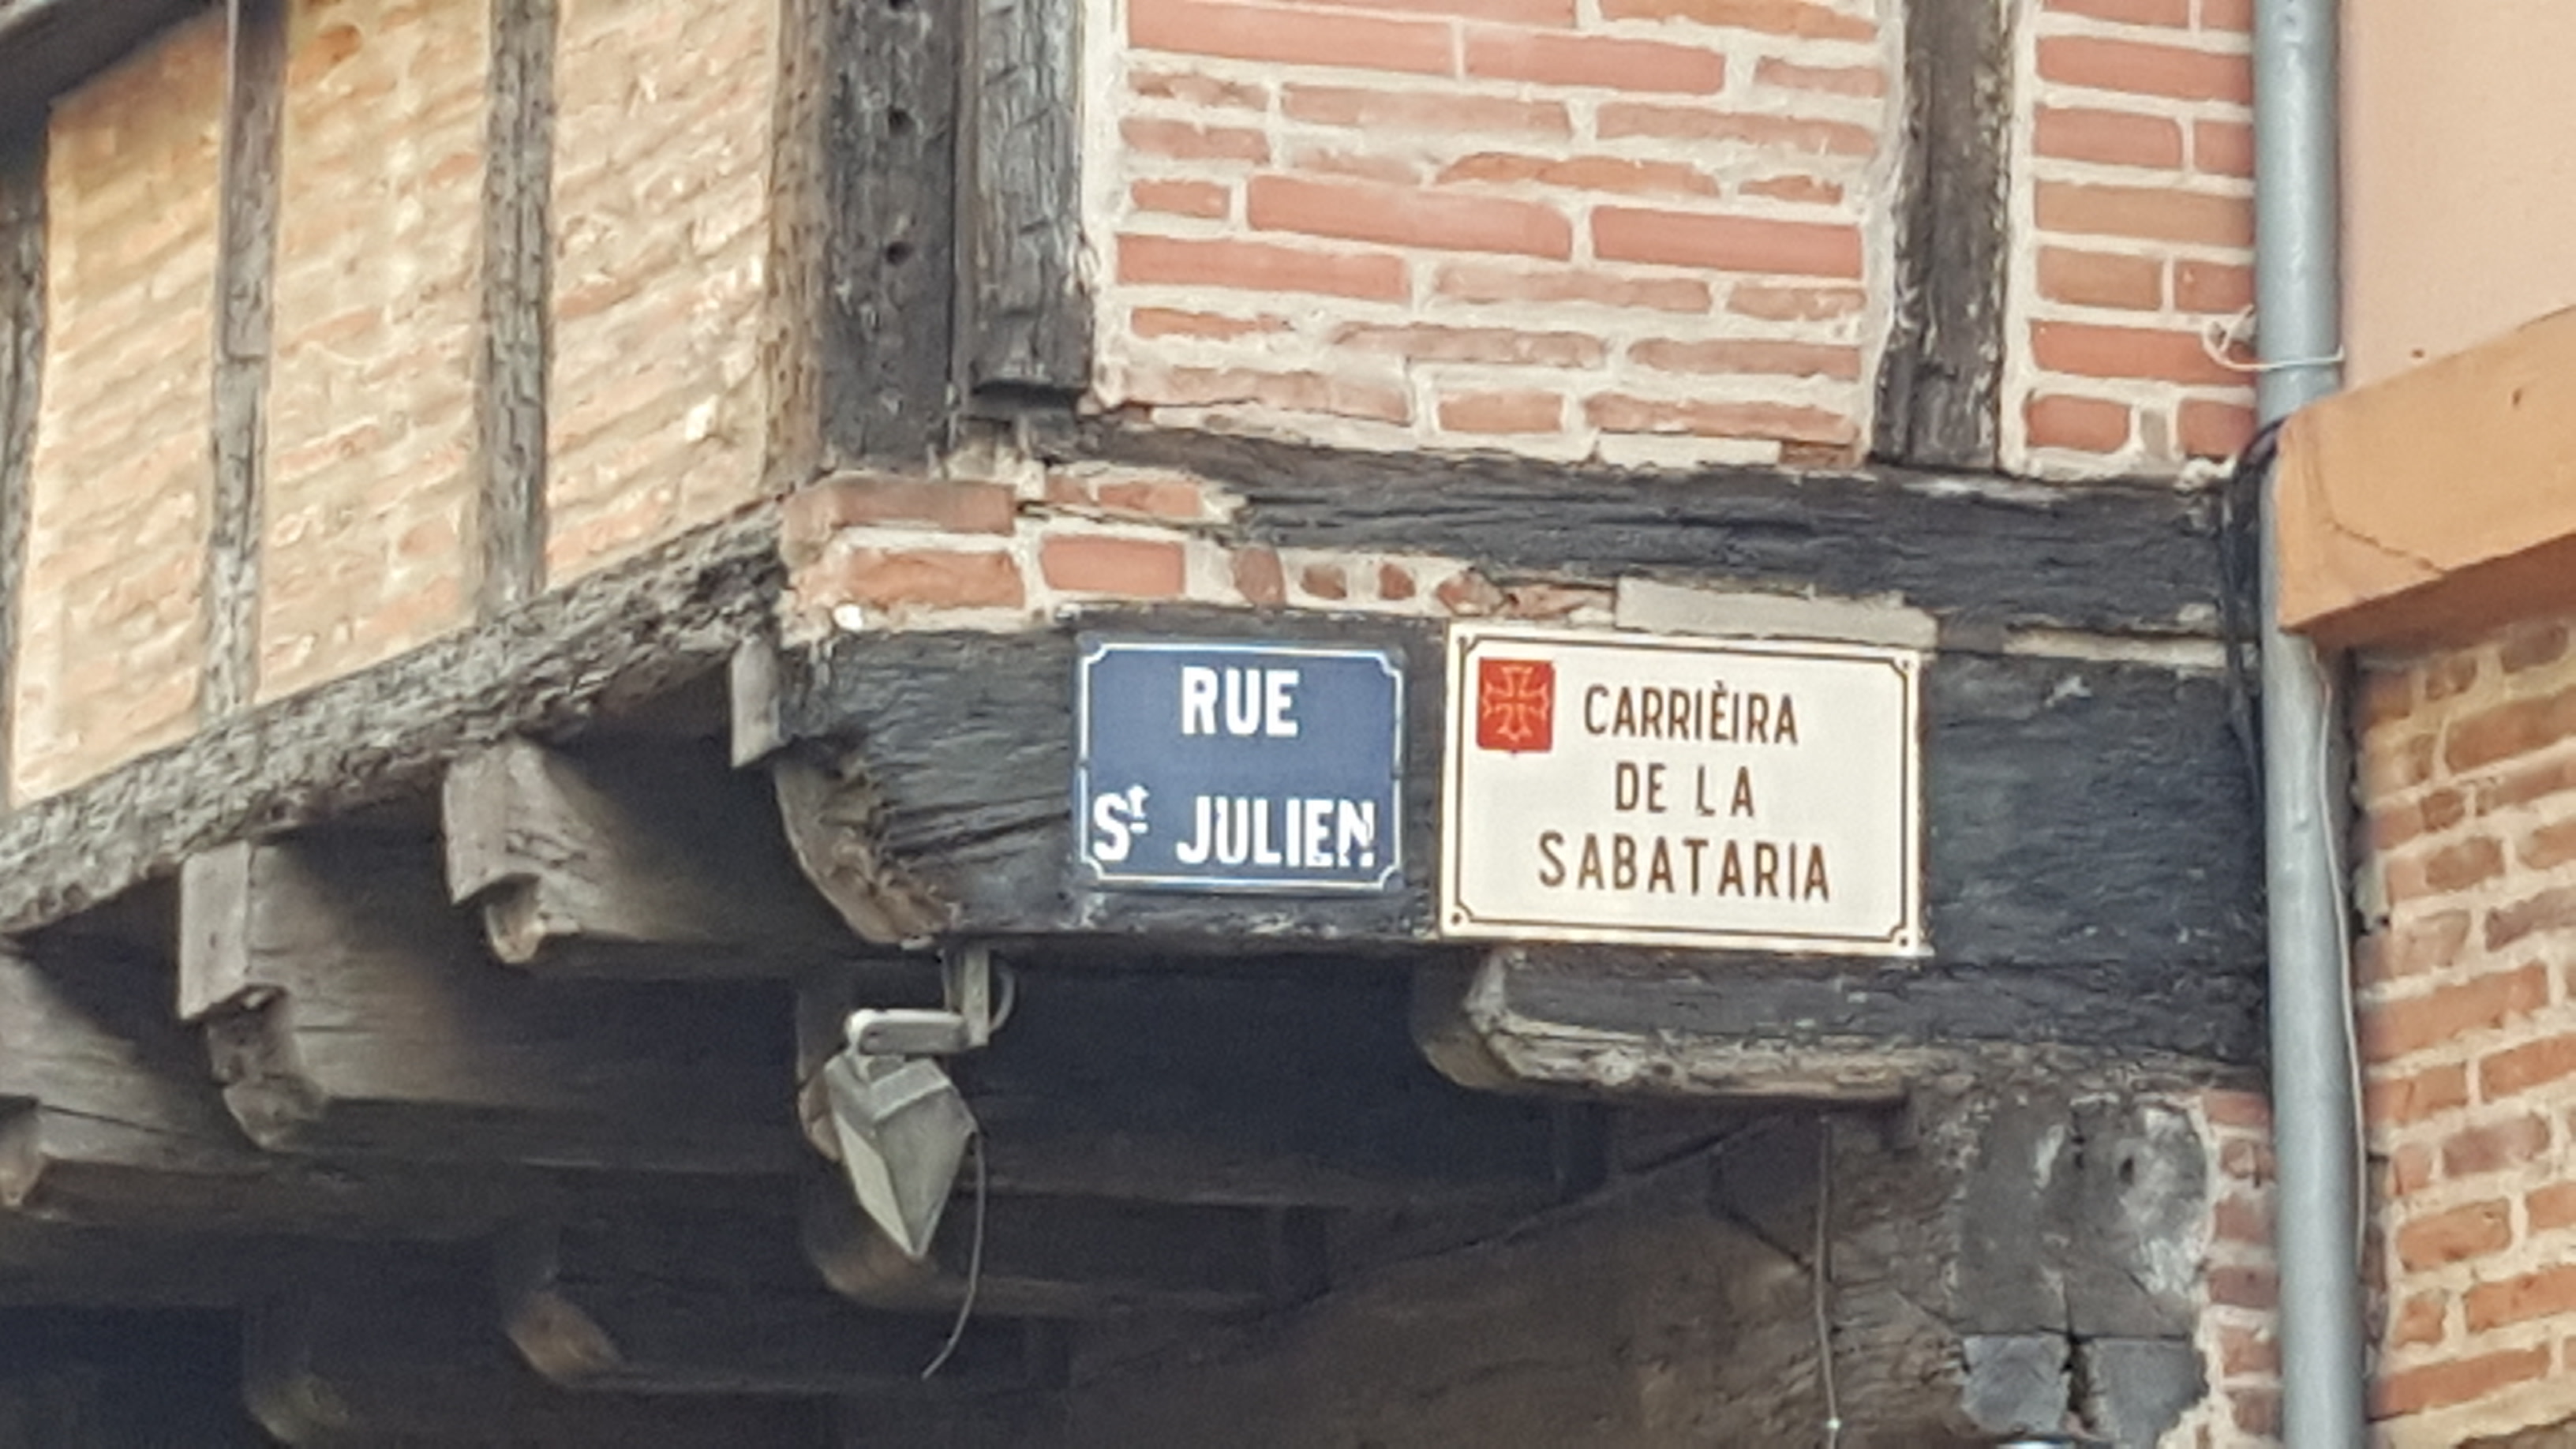 RUE
St JULIEN
CARRIÈIRA
DE LA
SABATARIA